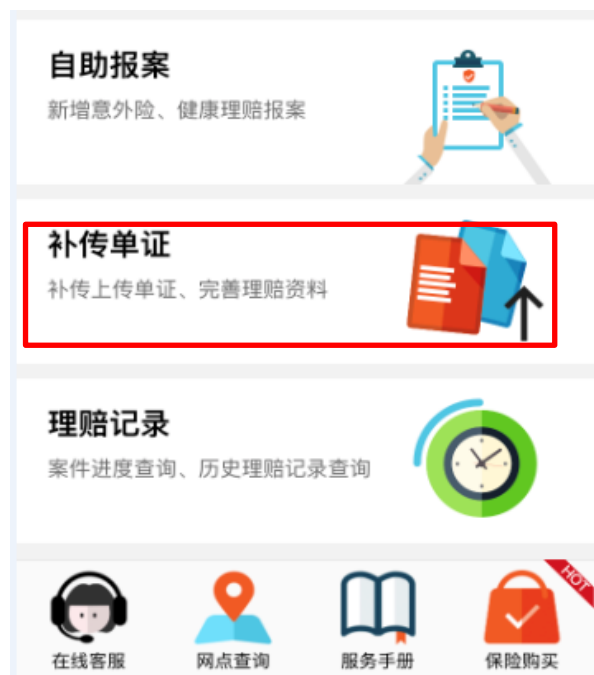 自助报案
新增意外险、健康理赔报案
补传单证
补传上传单证、完善理赔资料
理赔记录
案件进度查询、历史理赔记录查询
HOT
在线客服
网点查询
服务手册
保险购买